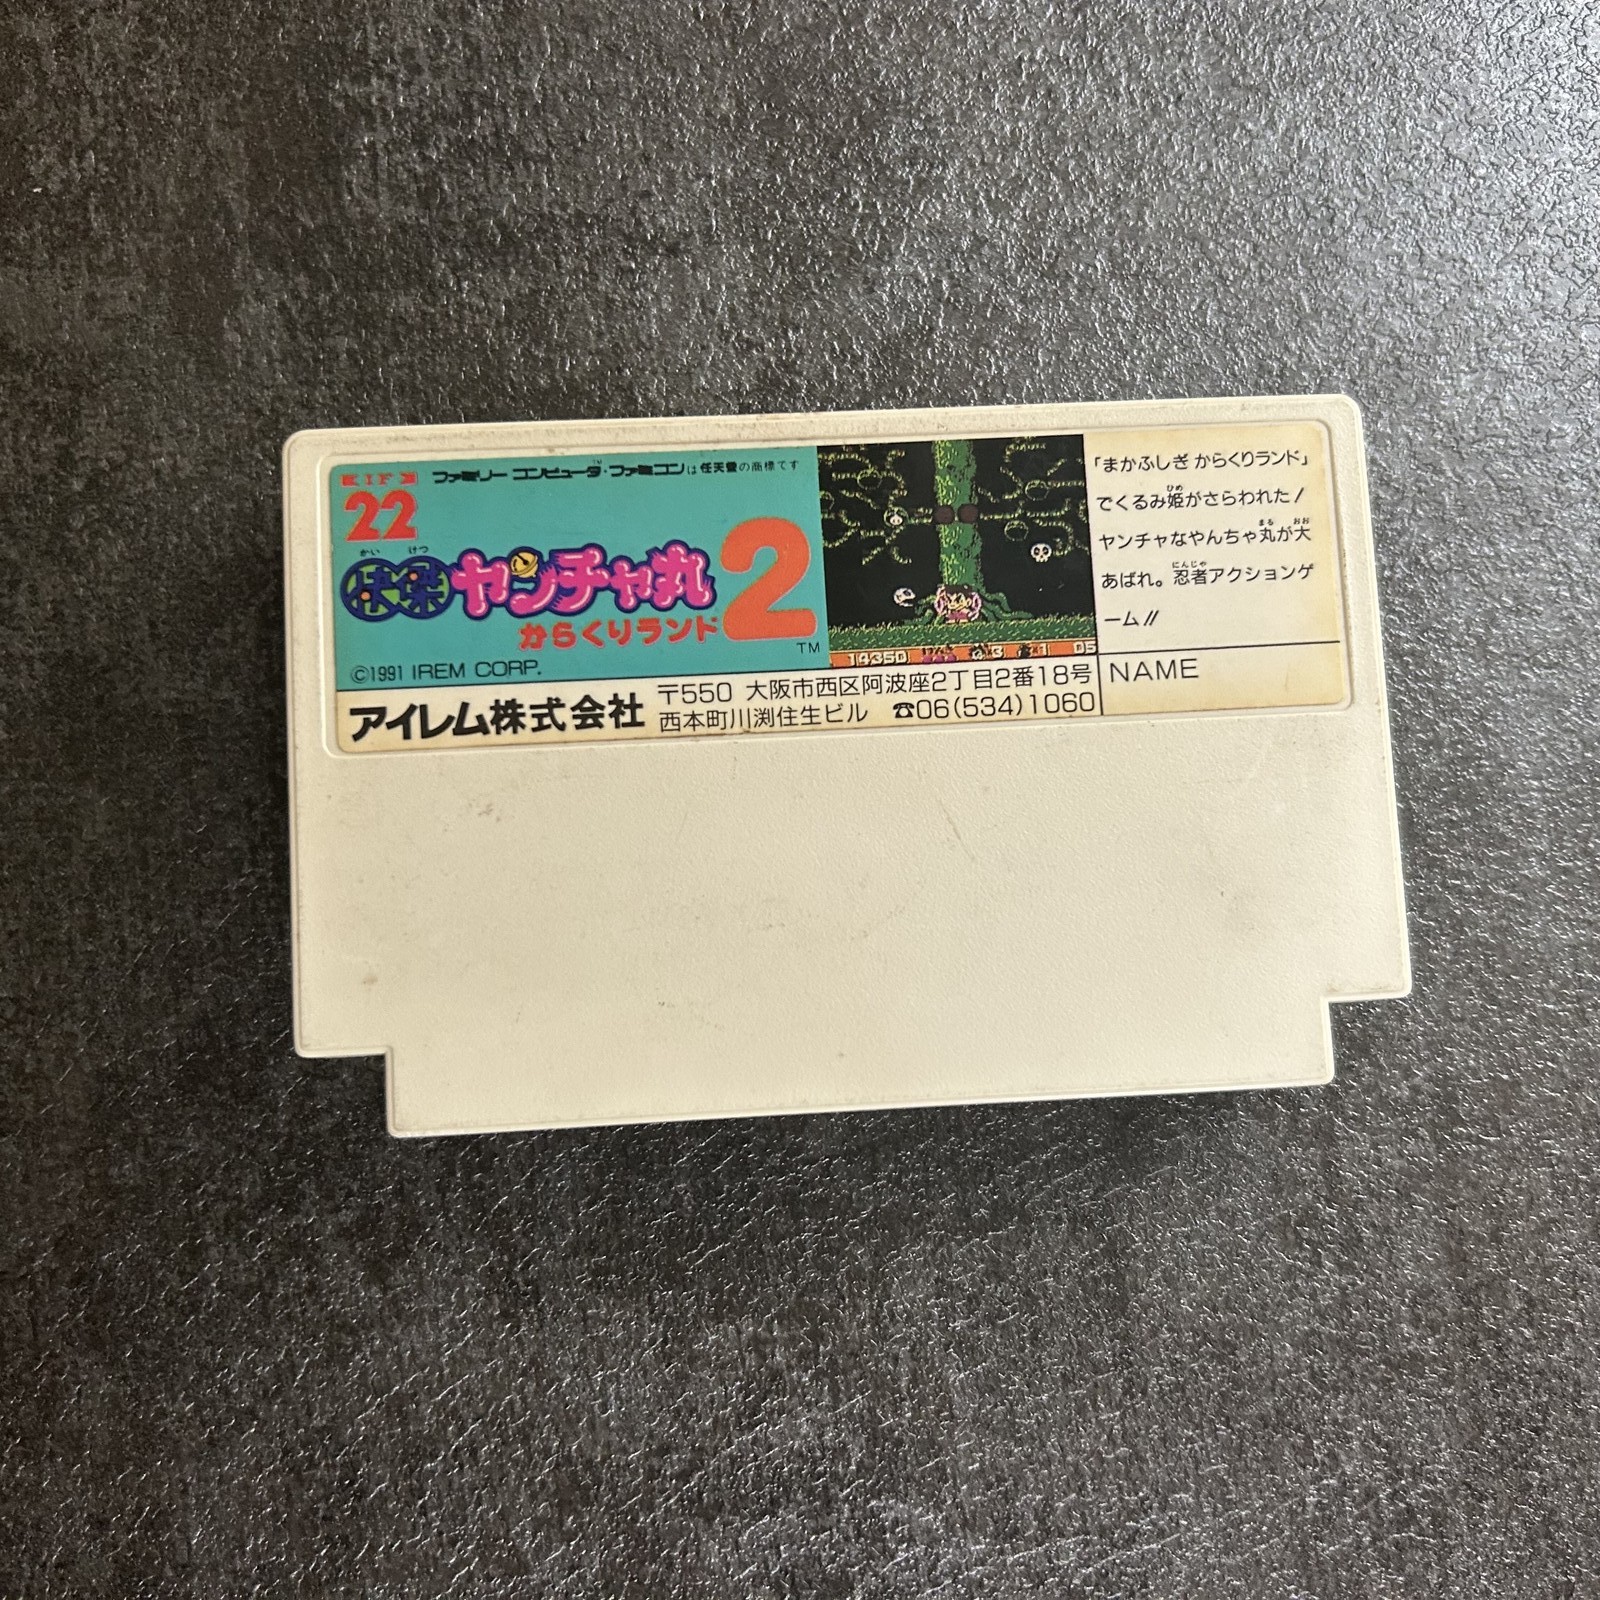 IF
22
ファミリー コンピュータ・ファミコンは任天堂の商標です
TM
かい けつ
快傑ヤンチャ丸2
からくりランド
TM
©1991 IREM CORP.
14350 3 1 05
「まかふしぎ からくりランド」
ひめ
でくるみ姫がさらわれた!
まる おお
ヤンチャなやんちゃ丸が大
にんじゃ
あばれ。忍者アクションゲ
ーム!!
アイレム株式会社
〒550 大阪市西区阿波座2丁目2番18号
西本町川渕住生ビル ☎06(534)1060
NAME